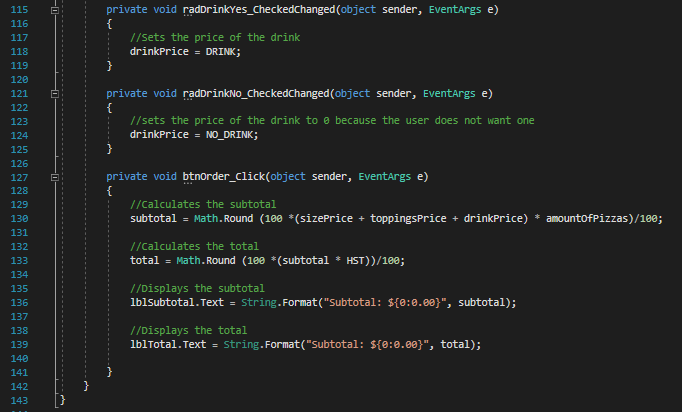 115 private void radDrinkYes_CheckedChanged(object sender, EventArgs e)
116 {
117 //Sets the price of the drink
118 drinkPrice = DRINK;
119 }
120
121 private void radDrinkNo_CheckedChanged(object sender, EventArgs e)
122 {
123 //sets the price of the drink to 0 because the user does not want one
124 drinkPrice = NO_DRINK;
125 }
126
127 private void btnOrder_Click(object sender, EventArgs e)
128 {
129 //Calculates the subtotal
130 subtotal = Math.Round (100 *(sizePrice + toppingsPrice + drinkPrice) * amountOfPizzas)/100;
131
132 //Calculates the total
133 total = Math.Round (100 *(subtotal * HST))/100;
134
135 //Displays the subtotal
136 lblSubtotal.Text = String.Format("Subtotal: ${0:0.00}", subtotal);
137
138 //Displays the total
139 lblTotal.Text = String.Format("Subtotal: ${0:0.00}", total);
140
141 }
142 }
143 }